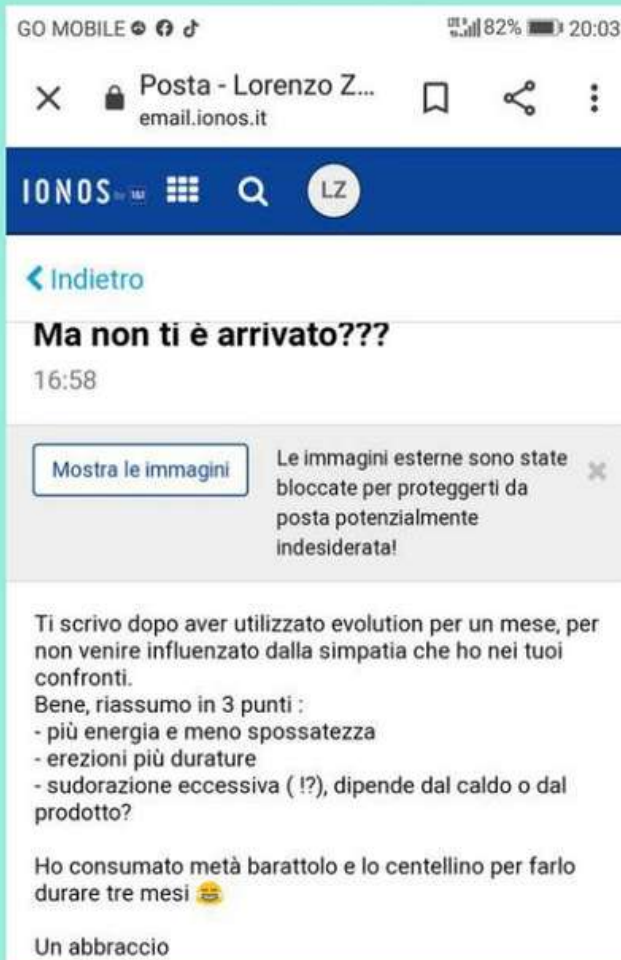 GO MOBILE
82% 20:03
Posta - Lorenzo Z...
email.ionos.it
IONOS by 1&1
LZ
Indietro
Ma non ti è arrivato???
16:58
Mostra le immagini
Le immagini esterne sono state
bloccate per proteggerti da
posta potenzialmente
indesiderata!
Ti scrivo dopo aver utilizzato evolution per un mese, per
non venire influenzato dalla simpatia che ho nei tuoi
confronti.
Bene, riassumo in 3 punti :
- più energia e meno spossatezza
- erezioni più durature
- sudorazione eccessiva ( !?), dipende dal caldo o dal
prodotto?
Ho consumato metà barattolo e lo centellino per farlo
durare tre mesi 😂
Un abbraccio